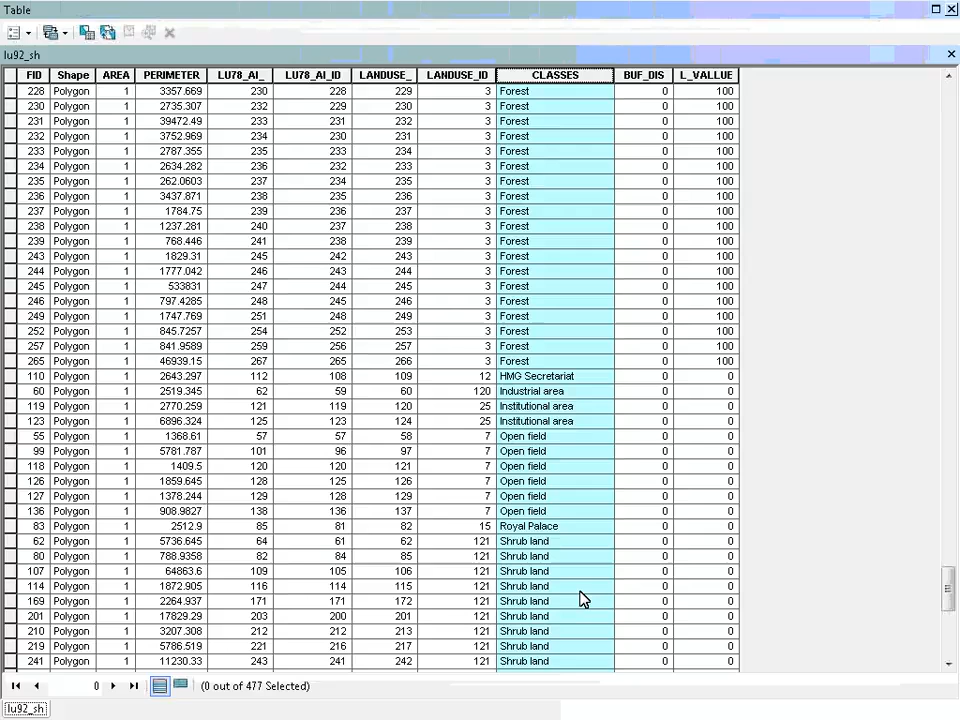 Table
lu92_sh
FID Shape AREA PERIMETER LU78_AI_ LU78_AI_ID LANDUSE_ LANDUSE_ID CLASSES BUF_DIS L_VALLUE
228 Polygon 1 3357.669 230 228 229 3 Forest 0 100
230 Polygon 1 2735.307 232 229 230 3 Forest 0 100
231 Polygon 1 39472.49 233 231 232 3 Forest 0 100
232 Polygon 1 3752.969 234 230 231 3 Forest 0 100
233 Polygon 1 2787.355 235 233 234 3 Forest 0 100
234 Polygon 1 2634.282 236 232 233 3 Forest 0 100
235 Polygon 1 262.0603 237 234 235 3 Forest 0 100
236 Polygon 1 3437.871 238 235 236 3 Forest 0 100
237 Polygon 1 1784.75 239 236 237 3 Forest 0 100
238 Polygon 1 1237.281 240 237 238 3 Forest 0 100
239 Polygon 1 768.446 241 238 239 3 Forest 0 100
243 Polygon 1 1829.31 245 242 243 3 Forest 0 100
244 Polygon 1 1777.042 246 243 244 3 Forest 0 100
245 Polygon 1 533831 247 244 245 3 Forest 0 100
246 Polygon 1 797.4285 248 245 246 3 Forest 0 100
249 Polygon 1 1747.769 251 248 249 3 Forest 0 100
252 Polygon 1 845.7257 254 252 253 3 Forest 0 100
257 Polygon 1 841.9589 259 256 257 3 Forest 0 100
265 Polygon 1 46939.15 267 265 266 3 Forest 0 100
110 Polygon 1 2643.297 112 108 109 12 HMG Secretariat 0 0
60 Polygon 1 2519.345 62 59 60 120 Industrial area 0 0
119 Polygon 1 2770.259 121 119 120 25 Institutional area 0 0
123 Polygon 1 6896.324 125 123 124 25 Institutional area 0 0
55 Polygon 1 1368.61 57 57 58 7 Open field 0 0
99 Polygon 1 5781.787 101 96 97 7 Open field 0 0
118 Polygon 1 1409.5 120 120 121 7 Open field 0 0
126 Polygon 1 1859.645 128 125 126 7 Open field 0 0
127 Polygon 1 1378.244 129 128 129 7 Open field 0 0
136 Polygon 1 908.9827 138 136 137 7 Open field 0 0
83 Polygon 1 2512.9 85 81 82 15 Royal Palace 0 0
62 Polygon 1 5736.645 64 61 62 121 Shrub land 0 0
80 Polygon 1 788.9358 82 84 85 121 Shrub land 0 0
107 Polygon 1 64863.6 109 105 106 121 Shrub land 0 0
114 Polygon 1 1872.905 116 114 115 121 Shrub land 0 0
169 Polygon 1 2264.937 171 171 172 121 Shrub land 0 0
201 Polygon 1 17829.29 203 200 201 121 Shrub land 0 0
210 Polygon 1 3207.308 212 212 213 121 Shrub land 0 0
219 Polygon 1 5786.519 221 216 217 121 Shrub land 0 0
241 Polygon 1 11230.33 243 241 242 121 Shrub land 0 0
0 (0 out of 477 Selected)
lu92_sh